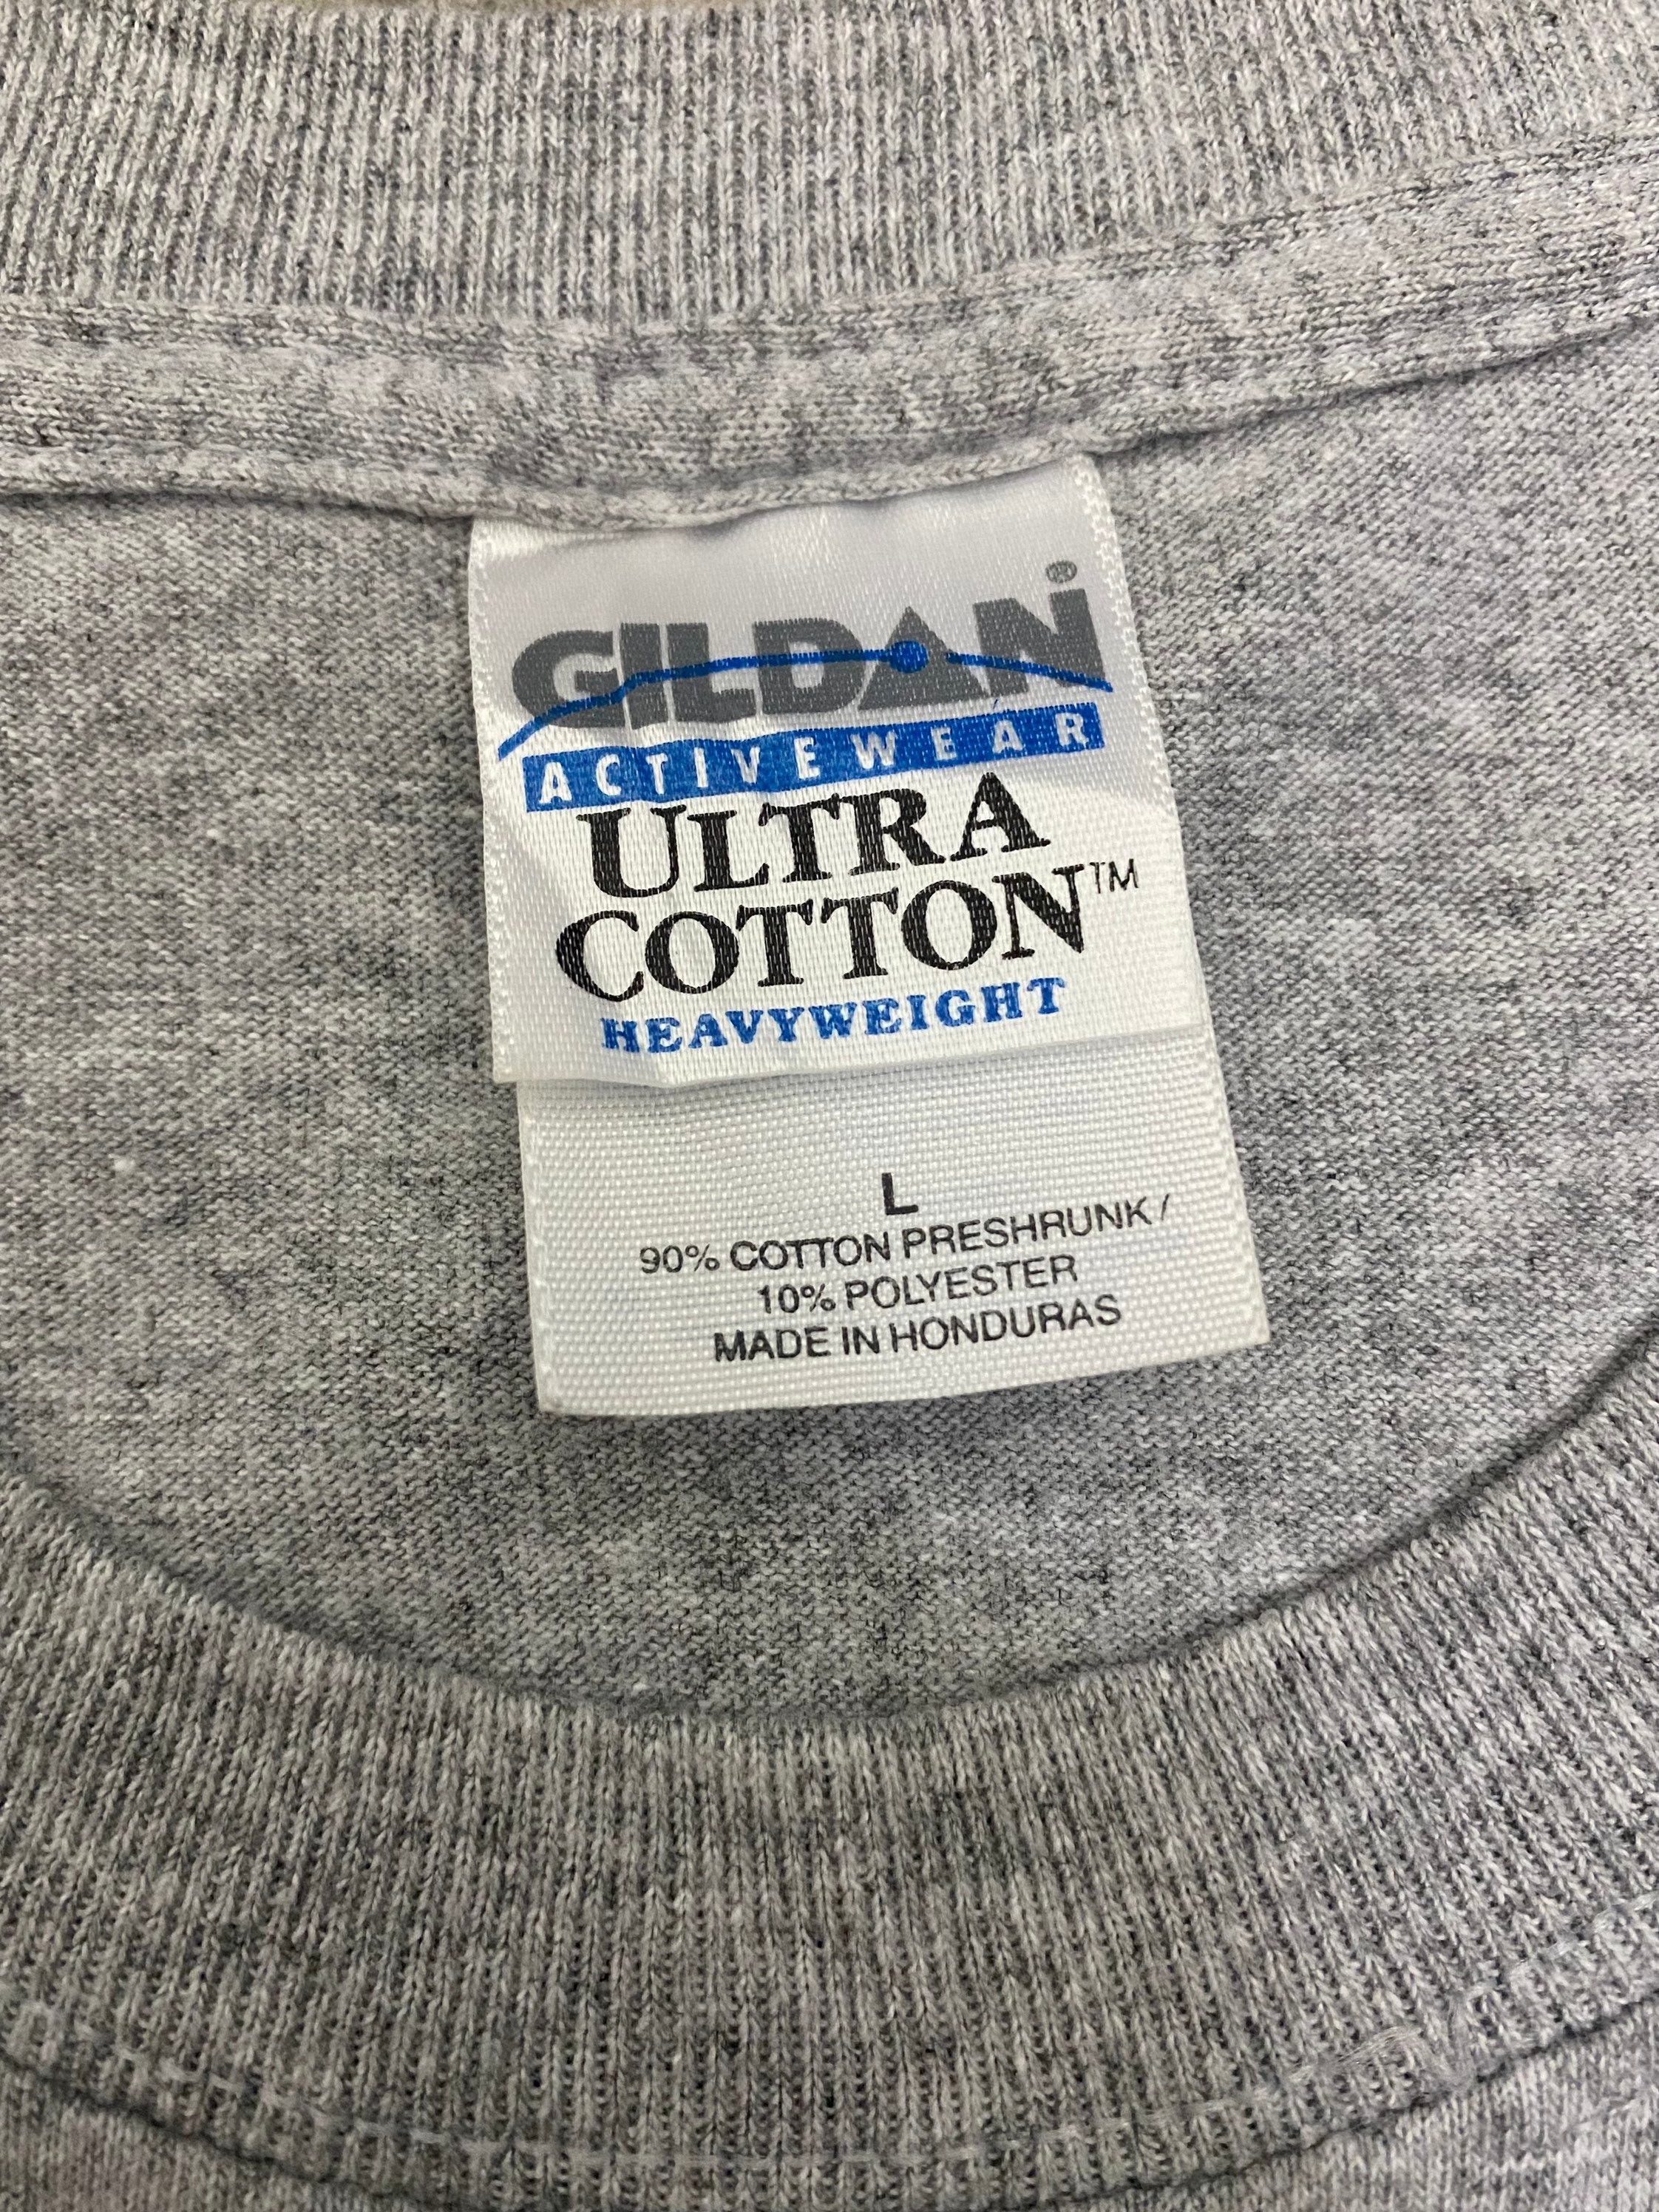 GILDAN®
ACTIVEWEAR
ULTRA
COTTON™
HEAVYWEIGHT
L
90% COTTON PRESHRUNK /
10% POLYESTER
MADE IN HONDURAS